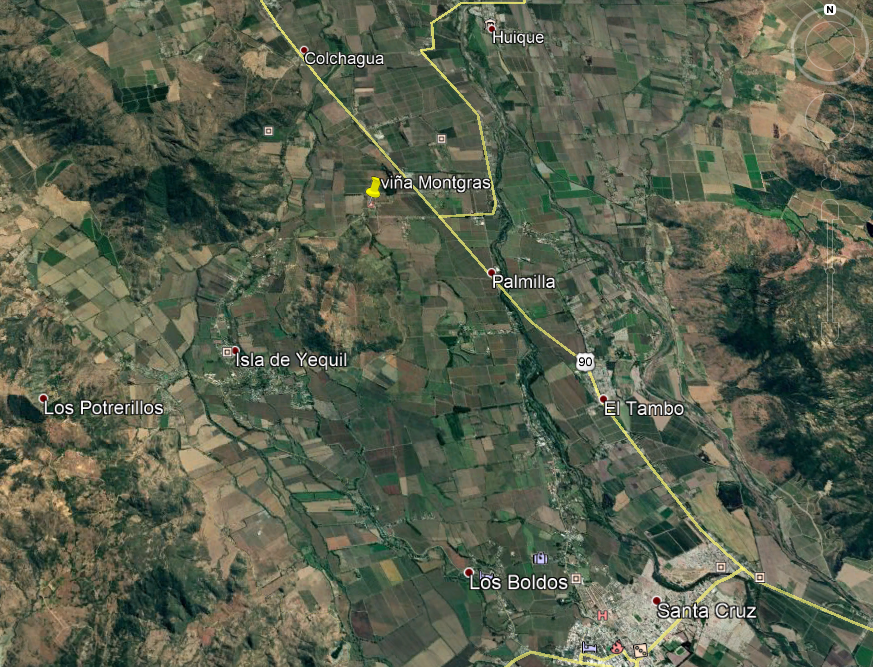 N
Huique
Colchagua
viña Montgras
Palmilla
90
Isla de Yequil
Los Potrerillos
El Tambo
Los Boldos
H
Santa Cruz